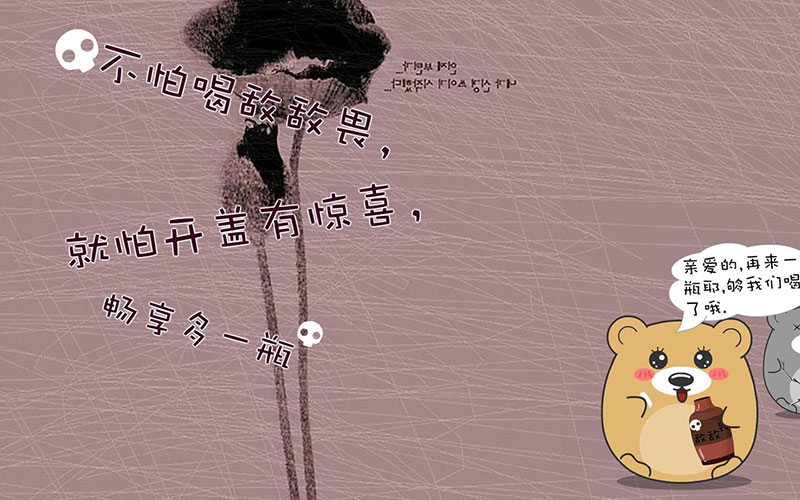 不怕喝敌敌畏，
就怕开盖有惊喜，
畅享多一瓶
亲爱的,再来一
瓶耶,够我们喝
了哦.
敌敌畏